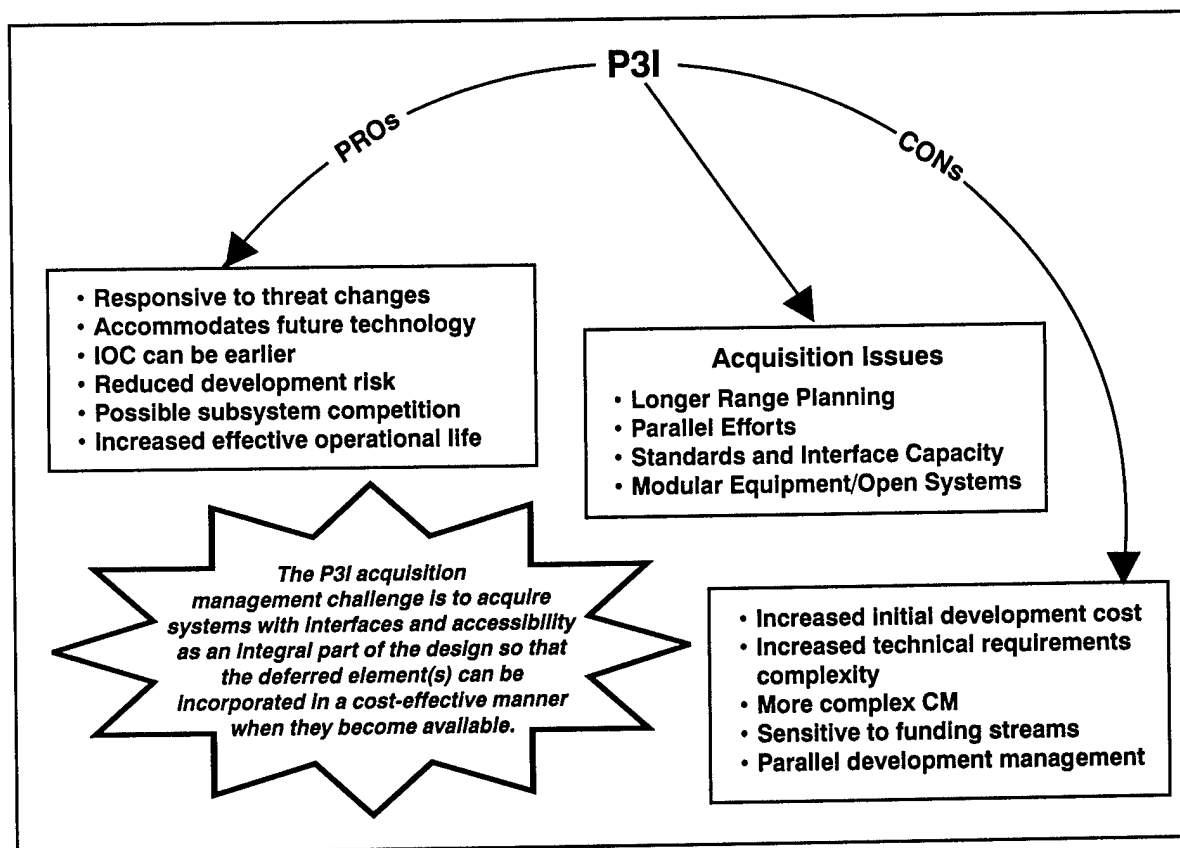 P3I
PROs
CONs
• Responsive to threat changes
• Accommodates future technology
• IOC can be earlier
• Reduced development risk
• Possible subsystem competition
• Increased effective operational life
Acquisition Issues
• Longer Range Planning
• Parallel Efforts
• Standards and Interface Capacity
• Modular Equipment/Open Systems
The P3I acquisition
management challenge is to acquire
systems with interfaces and accessibility
as an integral part of the design so that
the deferred element(s) can be
incorporated in a cost-effective manner
when they become available.
• Increased initial development cost
• Increased technical requirements
complexity
• More complex CM
• Sensitive to funding streams
• Parallel development management